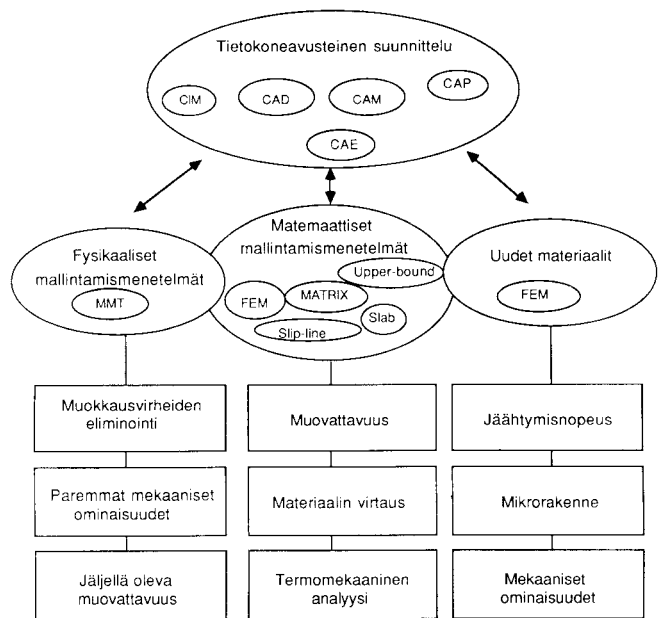 Tietokoneavusteinen suunnittelu
CIM
CAD
CAM
CAP
CAE
Fysikaaliset
mallintamismenetelmät
MMT
Matemaattiset
mallintamismenetelmät
Upper-bound
FEM
MATRIX
Slab
Slip-line
Uudet materiaalit
FEM
Muokkausvirheiden
eliminointi
Paremmat mekaaniset
ominaisuudet
Jäljellä oleva
muovattavuus
Muovattavuus
Materiaalin virtaus
Termomekaaninen
analyysi
Jäähtymisnopeus
Mikrorakenne
Mekaaniset
ominaisuudet